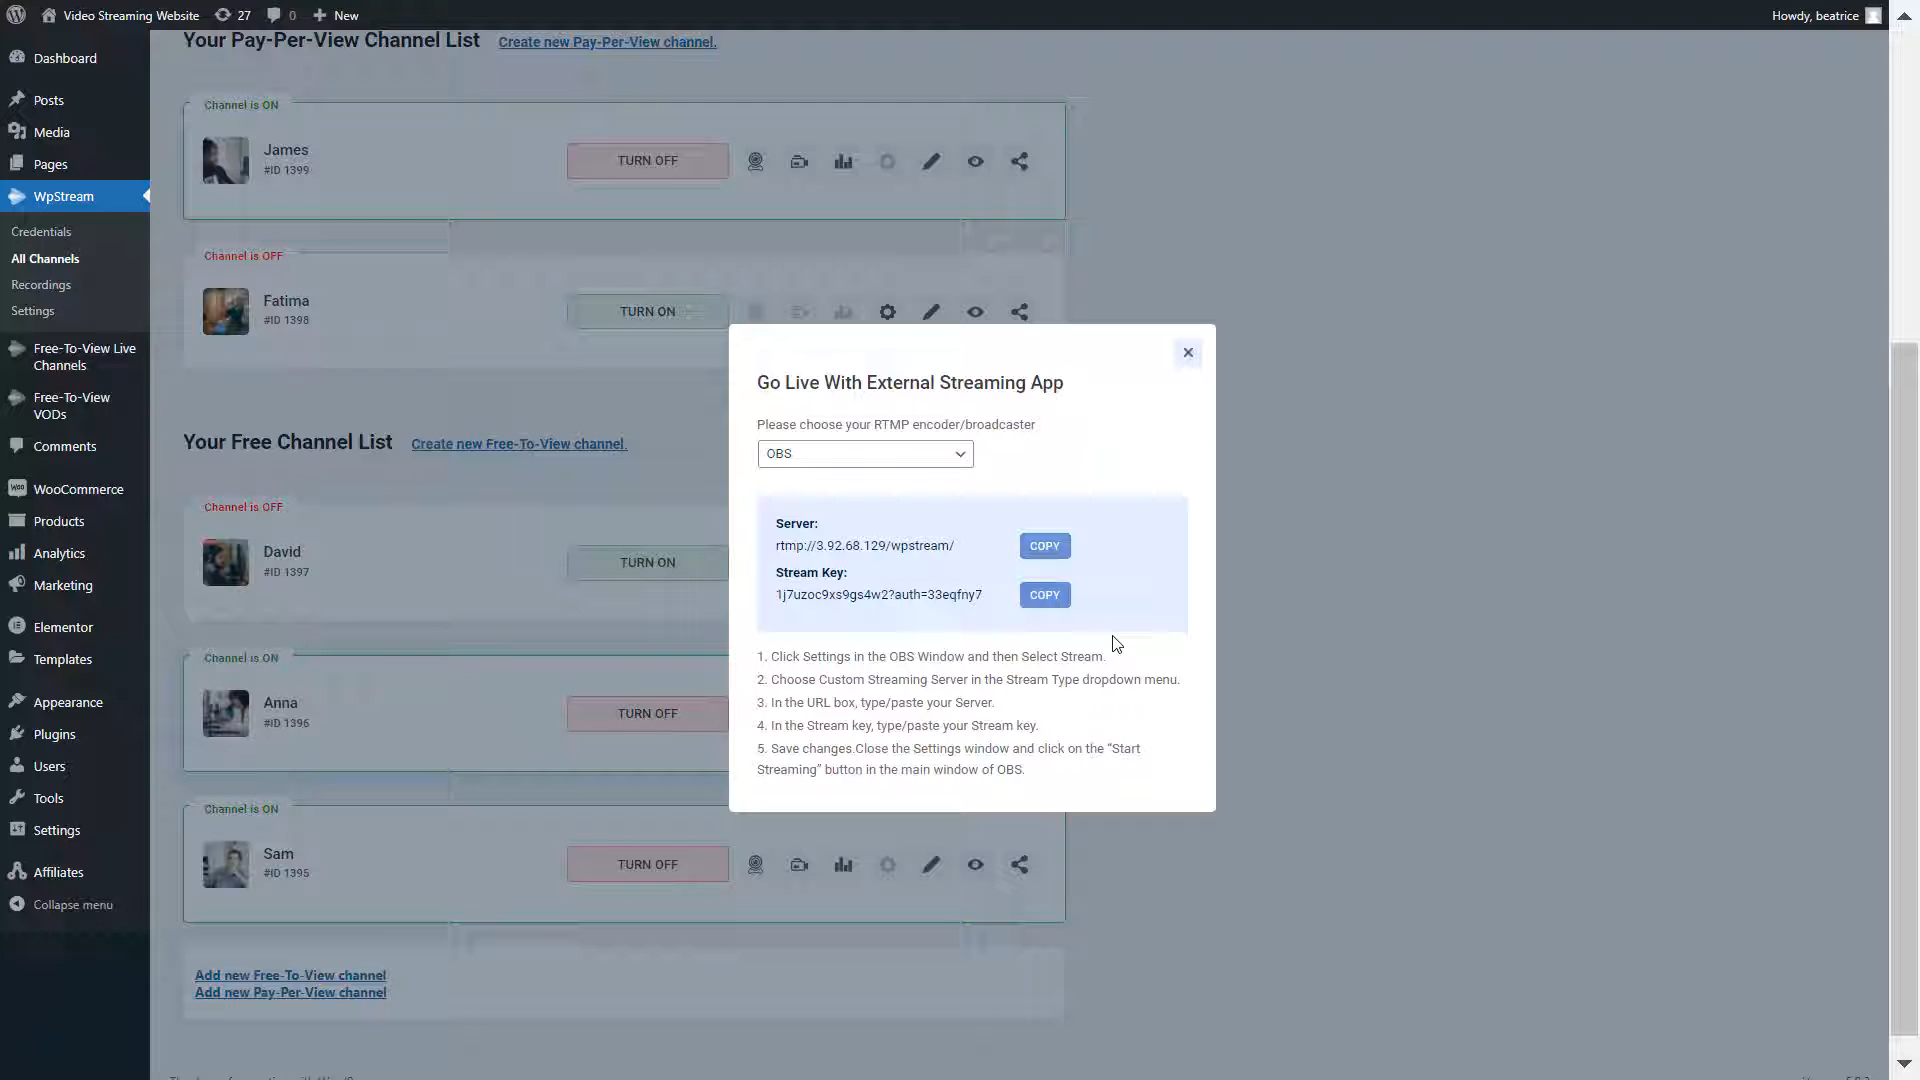 Video Streaming Website 27 0 New Howdy, beatrice
Dashboard
Posts
Media
Pages
WpStream
Credentials
All Channels
Recordings
Settings
Free-To-View Live
Channels
Free-To-View
VODs
Comments
WooCommerce
Products
Analytics
Marketing
Elementor
Templates
Appearance
Plugins
Users
Tools
Settings
Affiliates
Collapse menu
Your Pay-Per-View Channel List Create new Pay-Per-View channel.
Channel is ON
James
#ID 1399
TURN OFF
Channel is OFF
Fatima
#ID 1398
TURN ON
Your Free Channel List Create new Free-To-View channel.
Channel is OFF
David
#ID 1397
TURN ON
Channel is ON
Anna
#ID 1396
TURN OFF
Channel is ON
Sam
#ID 1395
TURN OFF
Add new Free-To-View channel
Add new Pay-Per-View channel
Go Live With External Streaming App
Please choose your RTMP encoder/broadcaster
OBS
Server:
rtmp://3.92.68.129/wpstream/ COPY
Stream Key:
1j7uzoc9xs9gs4w2?auth=33eqfny7 COPY
1. Click Settings in the OBS Window and then Select Stream.
2. Choose Custom Streaming Server in the Stream Type dropdown menu.
3. In the URL box, type/paste your Server.
4. In the Stream key, type/paste your Stream key.
5. Save changes.Close the Settings window and click on the “Start
Streaming” button in the main window of OBS.